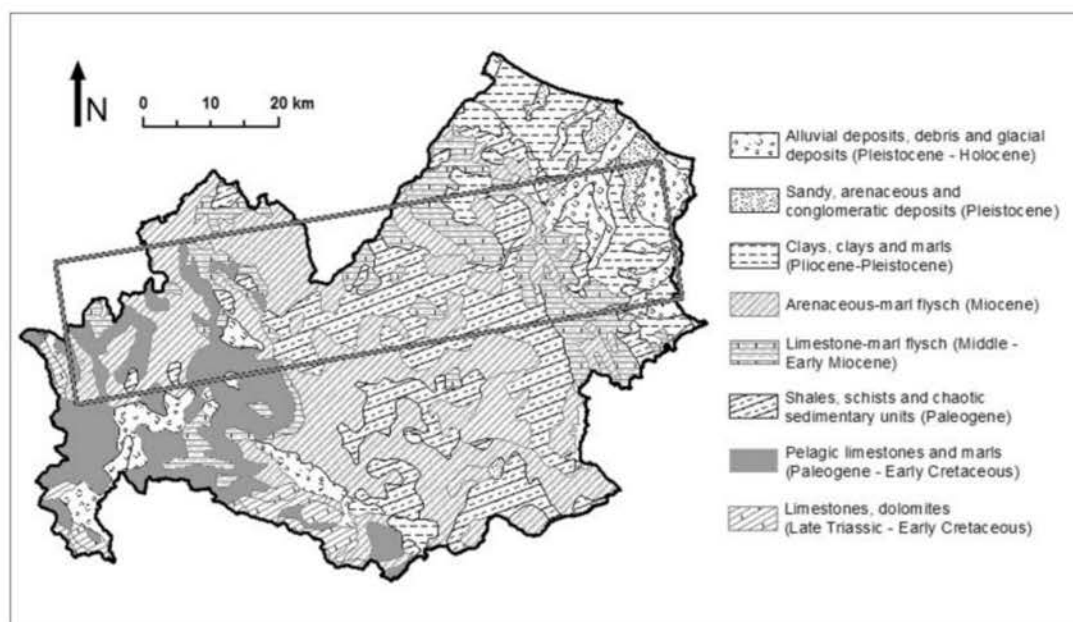 N
0 10 20 km
Alluvial deposits, debris and glacial
deposits (Pleistocene - Holocene)
Sandy, arenaceous and
conglomeratic deposits (Pleistocene)
Clays, clays and marls
(Pliocene-Pleistocene)
Arenaceous-marl flysch (Miocene)
Limestone-marl flysch (Middle -
Early Miocene)
Shales, schists and chaotic
sedimentary units (Paleogene)
Pelagic limestones and marls
(Paleogene - Early Cretaceous)
Limestones, dolomites
(Late Triassic - Early Cretaceous)